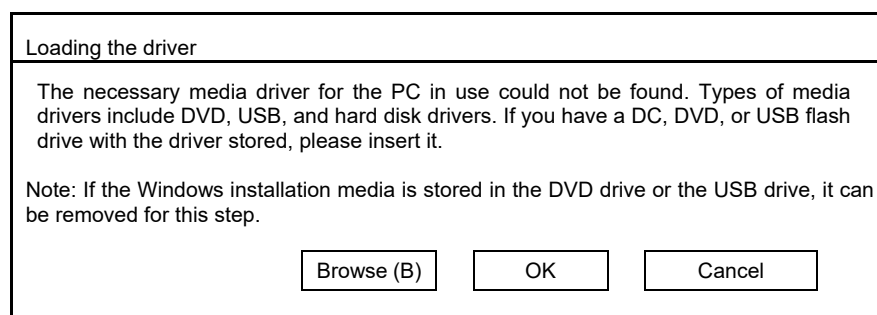 Loading the driver
The necessary media driver for the PC in use could not be found. Types of media
drivers include DVD, USB, and hard disk drivers. If you have a DC, DVD, or USB flash
drive with the driver stored, please insert it.
Note: If the Windows installation media is stored in the DVD drive or the USB drive, it can
be removed for this step.
Browse (B) OK Cancel